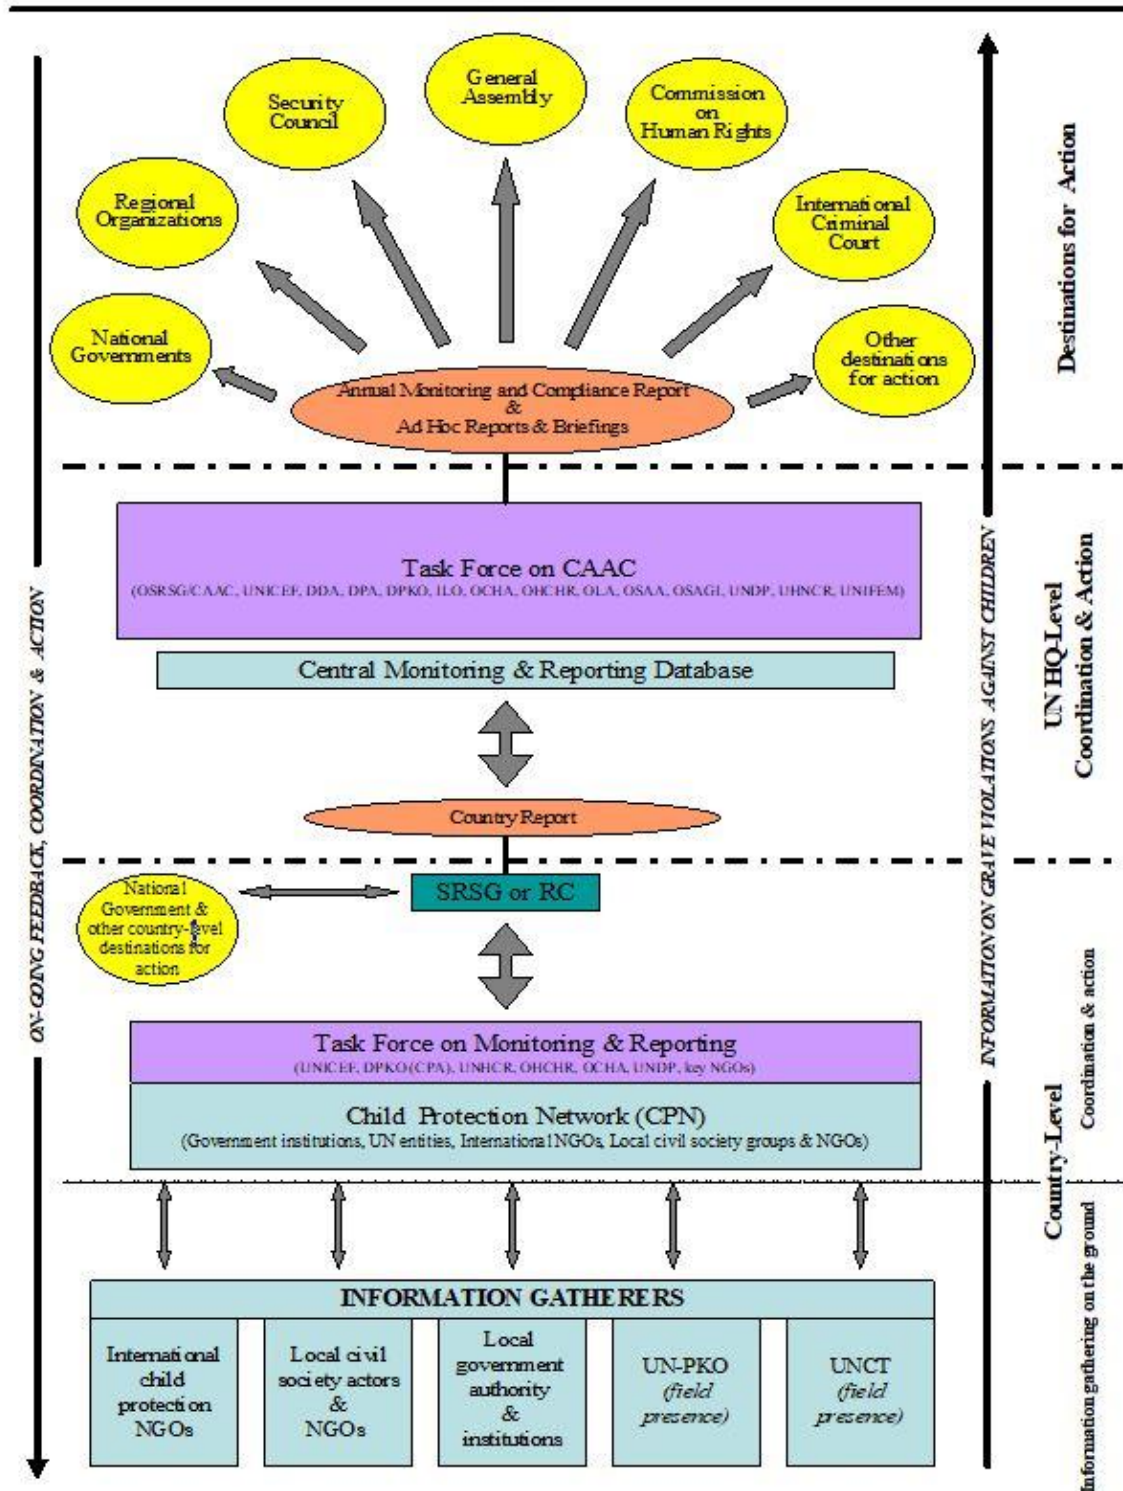 General
Assembly
Security
Council
Commission
on
Human Rights
Regional
Organizations
International
Criminal
Court
National
Governments
Other
destinations
for action
Annual Monitoring and Compliance Report
&
Ad Hoc Reports & Briefings
Destinations for Action
Task Force on CAAC
(OSRSG/CAAC, UNICEF, DDA, DPA, DPKO, ILO, OCHA, OHCHR, OLA, OSAA, OSAGI, UNDP, UHNCR, UNIFEM)
Central Monitoring & Reporting Database
Country Report
UN HQ-Level
Coordination & Action
ON-GOING FEEDBACK, COORDINATION & ACTION
INFORMATION ON GRAVE VIOLATIONS AGAINST CHILDREN
SRSG or RC
National
Government &
other country-level
destinations for
action
Task Force on Monitoring & Reporting
(UNICEF, DPKO (CPA), UNHCR, OHCHR, OCHA, UNDP, key NGOs)
Child Protection Network (CPN)
(Government institutions, UN entities, International NGOs, Local civil society groups & NGOs)
Country-Level
Coordination & action
Information gathering on the ground
INFORMATION GATHERERS
International
child
protection
NGOs
Local civil
society actors
&
NGOs
Local
government
authority
&
institutions
UN-PKO
(field
presence)
UNCT
(field
presence)